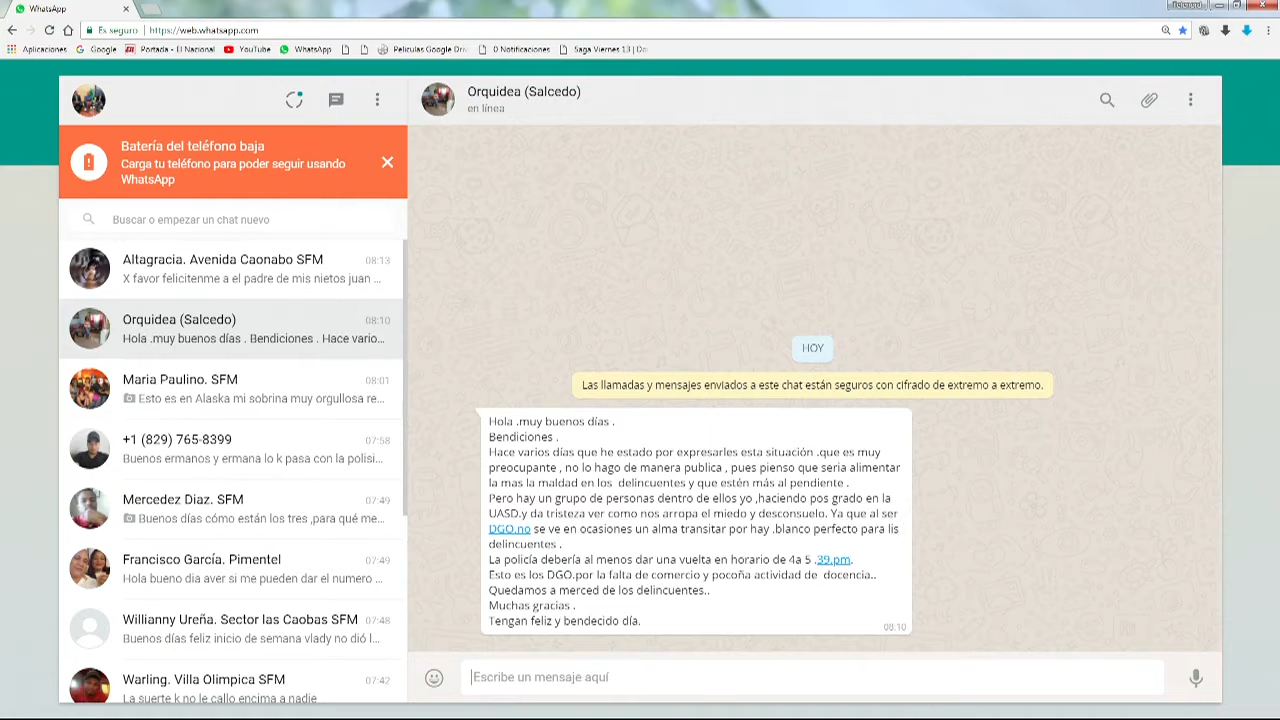 WhatsApp
Es seguro | https://web.whatsapp.com
Aplicaciones Google Portada - El Nacional YouTube WhatsApp Peliculas Google Dri 0 Notificaciones Saga Viernes 13 | Do
Orquidea (Salcedo)
en línea
Batería del teléfono baja
Carga tu teléfono para poder seguir usando
WhatsApp
Buscar o empezar un chat nuevo
Altagracia. Avenida Caonabo SFM 08:13
X favor felicitenme a el padre de mis nietos juan ...
Orquidea (Salcedo) 08:10
Hola .muy buenos días . Bendiciones . Hace vario...
Maria Paulino. SFM 08:01
Esto es en Alaska mi sobrina muy orgullosa re...
+1 (829) 765-8399 07:58
Buenos ermanos y ermana lo k pasa con la polisi...
Mercedez Diaz. SFM 07:49
Buenos días cómo están los tres ,para qué me...
Francisco García. Pimentel 07:49
Hola bueno dia aver si me pueden dar el numero ...
Willianny Ureña. Sector las Caobas SFM 07:48
Buenos días feliz inicio de semana vlady no dió l...
Warling. Villa Olimpica SFM 07:42
La suerte k no le callo encima a nadie
HOY
Las llamadas y mensajes enviados a este chat están seguros con cifrado de extremo a extremo.
Hola .muy buenos días .
Bendiciones .
Hace varios días que he estado por expresarles esta situación .que es muy
preocupante , no lo hago de manera publica , pues pienso que seria alimentar
la mas la maldad en los delincuentes y que estén más al pendiente .
Pero hay un grupo de personas dentro de ellos yo ,haciendo pos grado en la
UASD.y da tristeza ver como nos arropa el miedo y desconsuelo. Ya que al ser
DGO.no se ve en ocasiones un alma transitar por hay .blanco perfecto para lis
delincuentes .
La policía debería al menos dar una vuelta en horario de 4a 5 .39.pm.
Esto es los DGO.por la falta de comercio y pocoña actividad de docencia..
Quedamos a merced de los delincuentes..
Muchas gracias .
Tengan feliz y bendecido día.
08:10
Escribe un mensaje aquí